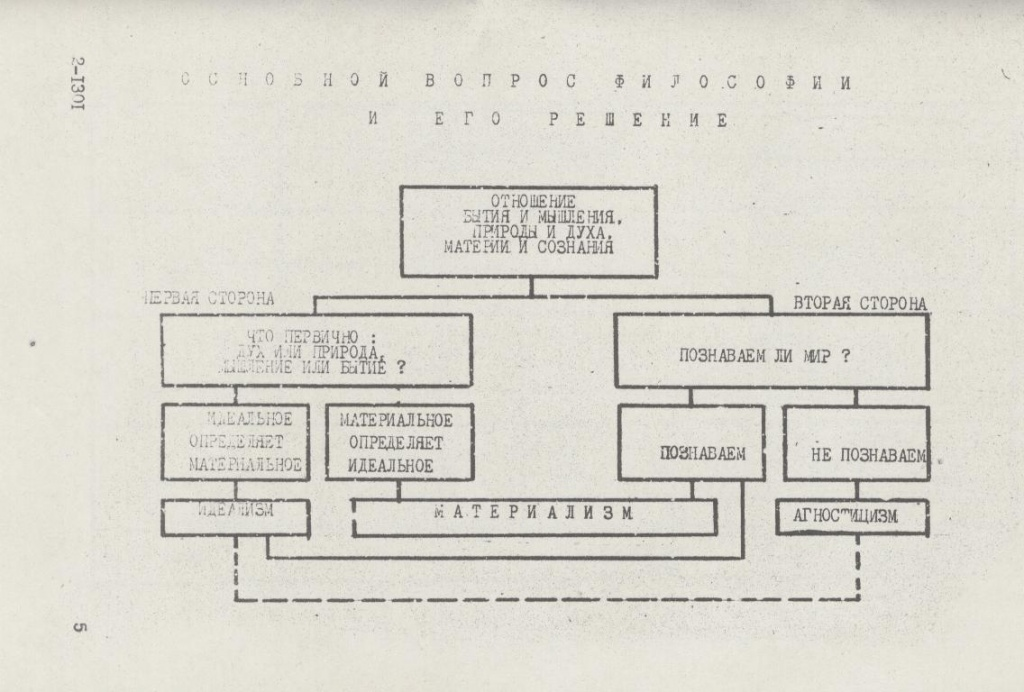 2-1301
ОСНОВНОЙ ВОПРОС ФИЛОСОФИИ
И ЕГО РЕШЕНИЕ
ОТНОШЕНИЕ
БЫТИЯ И МЫШЛЕНИЯ,
ПРИРОДЫ И ДУХА,
МАТЕРИИ И СОЗНАНИЯ
ПЕРВАЯ СТОРОНА
ВТОРАЯ СТОРОНА
ЧТО ПЕРВИЧНО :
ДУХ ИЛИ ПРИРОДА,
МЫШЛЕНИЕ ИЛИ БЫТИЕ ?
ПОЗНАВАЕМ ЛИ МИР ?
ИДЕАЛЬНОЕ
ОПРЕДЕЛЯЕТ
МАТЕРИАЛЬНОЕ
МАТЕРИАЛЬНОЕ
ОПРЕДЕЛЯЕТ
ИДЕАЛЬНОЕ
ПОЗНАВАЕМ
НЕ ПОЗНАВАЕМ
ИДЕАЛИЗМ
МАТЕРИАЛИЗМ
АГНОСТИЦИЗМ
5